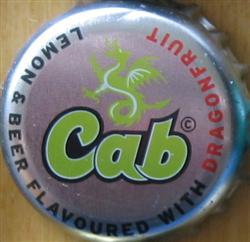 Cab ©
LEMON & BEER FLAVOURED WITH DRAGONFRUIT